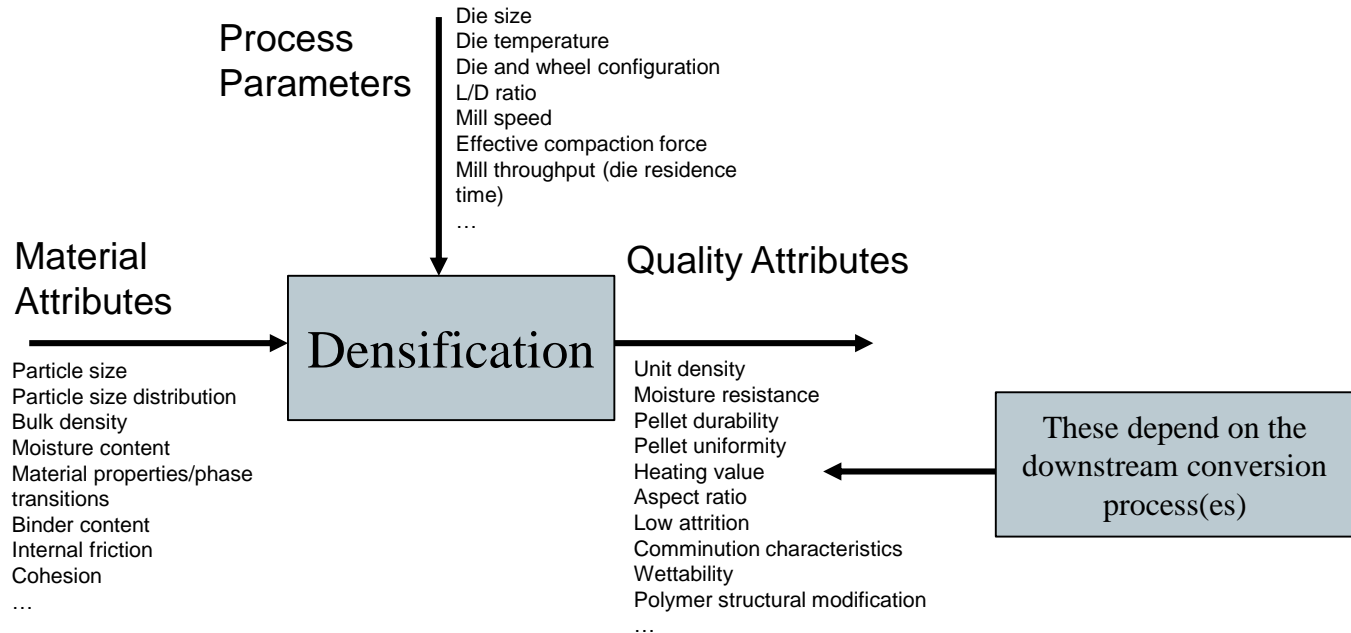 Process
Parameters
Die size
Die temperature
Die and wheel configuration
L/D ratio
Mill speed
Effective compaction force
Mill throughput (die residence
time)
…
Material
Attributes
Particle size
Particle size distribution
Bulk density
Moisture content
Material properties/phase
transitions
Binder content
Internal friction
Cohesion
…
Densification
Quality Attributes
Unit density
Moisture resistance
Pellet durability
Pellet uniformity
Heating value
Aspect ratio
Low attrition
Comminution characteristics
Wettability
Polymer structural modification
…
These depend on the
downstream conversion
process(es)